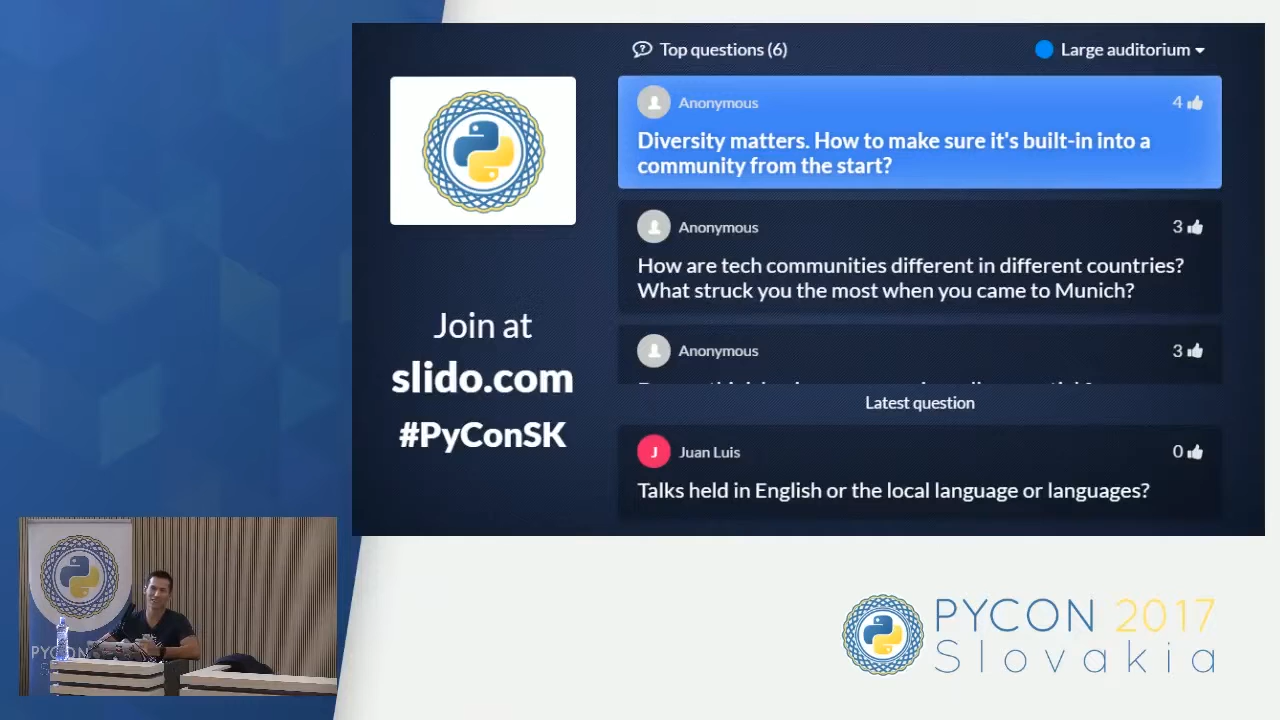 Top questions (6)
Large auditorium
Anonymous
4
Diversity matters. How to make sure it's built-in into a
community from the start?
Anonymous
3
How are tech communities different in different countries?
What struck you the most when you came to Munich?
Anonymous
3
Latest question
J
Juan Luis
0
Talks held in English or the local language or languages?
Join at
slido.com
#PyConSK
PYCON
PYCON 2017
Slovakia